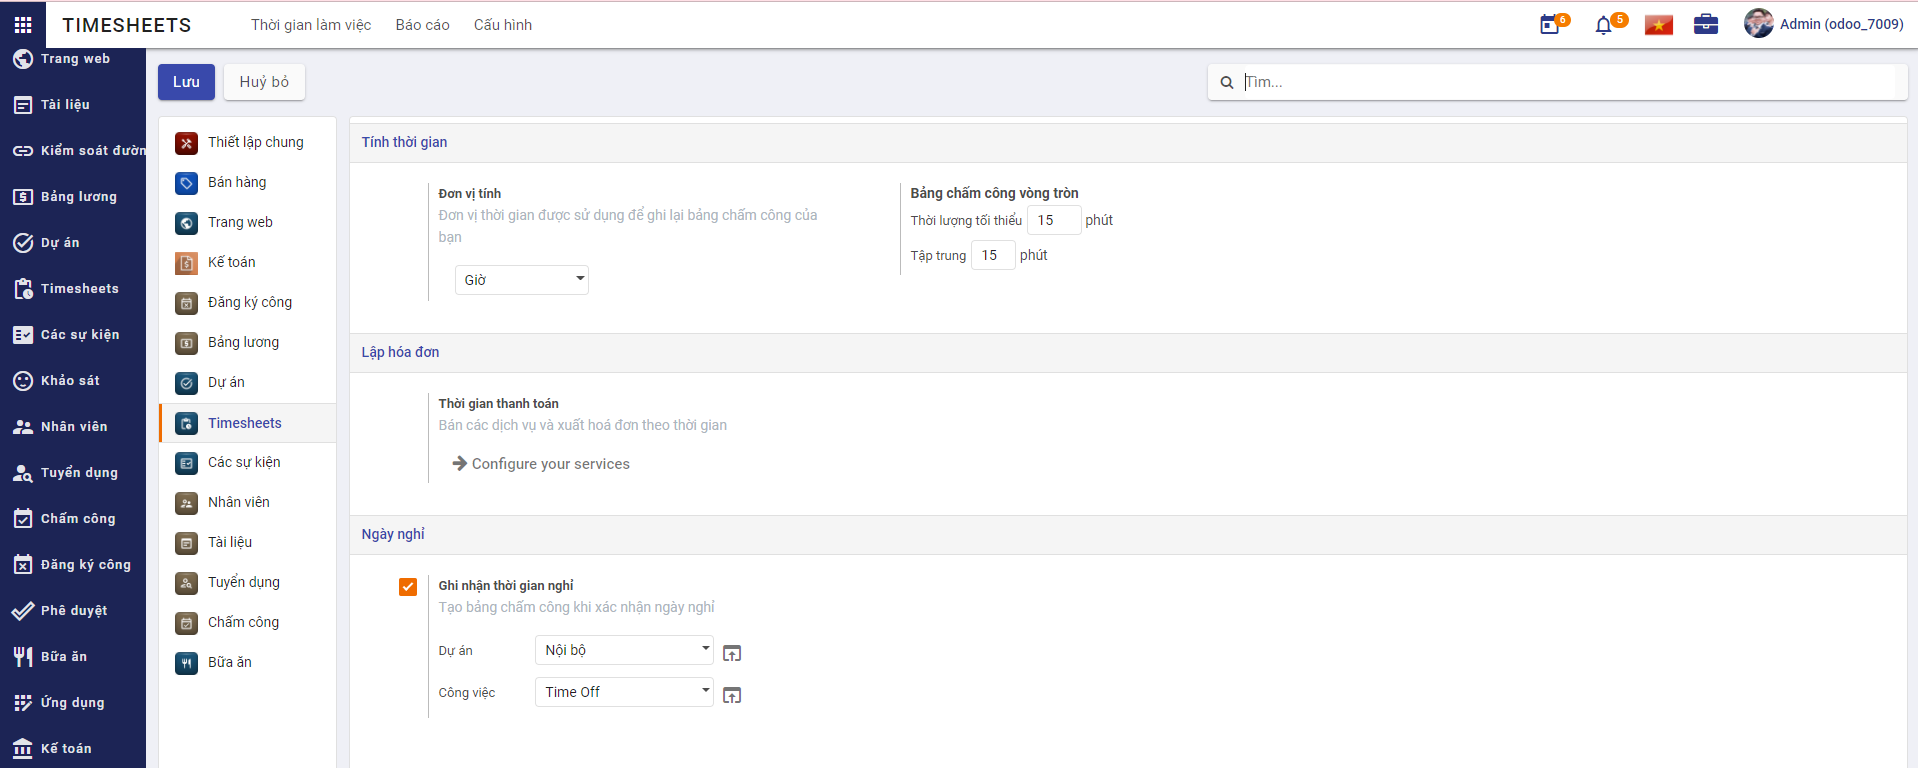 TIMESHEETS
Thời gian làm việc
Báo cáo
Cấu hình
6
5
Admin (odoo_7009)
Trang web
Tài liệu
Kiểm soát đườn
Bảng lương
Dự án
Timesheets
Các sự kiện
Khảo sát
Nhân viên
Tuyển dụng
Chấm công
Đăng ký công
Phê duyệt
Bữa ăn
Ứng dụng
Kế toán
Lưu
Huỷ bỏ
Tìm...
Thiết lập chung
Bán hàng
Trang web
Kế toán
Đăng ký công
Bảng lương
Dự án
Timesheets
Các sự kiện
Nhân viên
Tài liệu
Tuyển dụng
Chấm công
Bữa ăn
Tính thời gian
Đơn vị tính
Đơn vị thời gian được sử dụng để ghi lại bảng chấm công của
bạn
Giờ
Bảng chấm công vòng tròn
Thời lượng tối thiểu 15 phút
Tập trung 15 phút
Lập hóa đơn
Thời gian thanh toán
Bán các dịch vụ và xuất hoá đơn theo thời gian
Configure your services
Ngày nghỉ
Ghi nhận thời gian nghỉ
Tạo bảng chấm công khi xác nhận ngày nghỉ
Dự án Nội bộ
Công việc Time Off